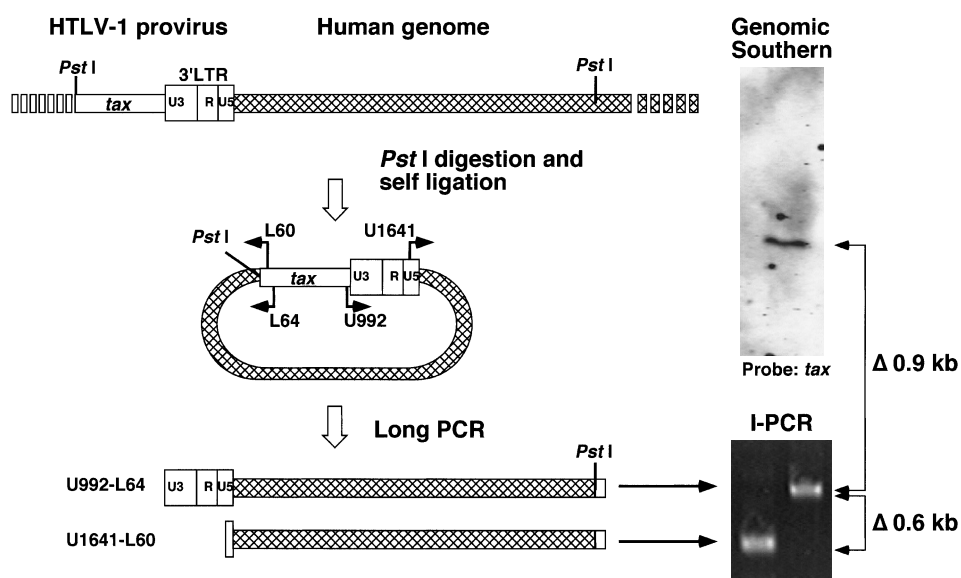 HTLV-1 provirus
Human genome
Genomic
Southern
Pst I
3'LTR
Pst I
tax
U3
R
U5
Pst I digestion and
self ligation
L60
U1641
Pst I
tax
U3
R
U5
L64
U992
Probe: tax
Δ 0.9 kb
Long PCR
I-PCR
Pst I
U992-L64
U3
R
U5
Δ 0.6 kb
U1641-L60